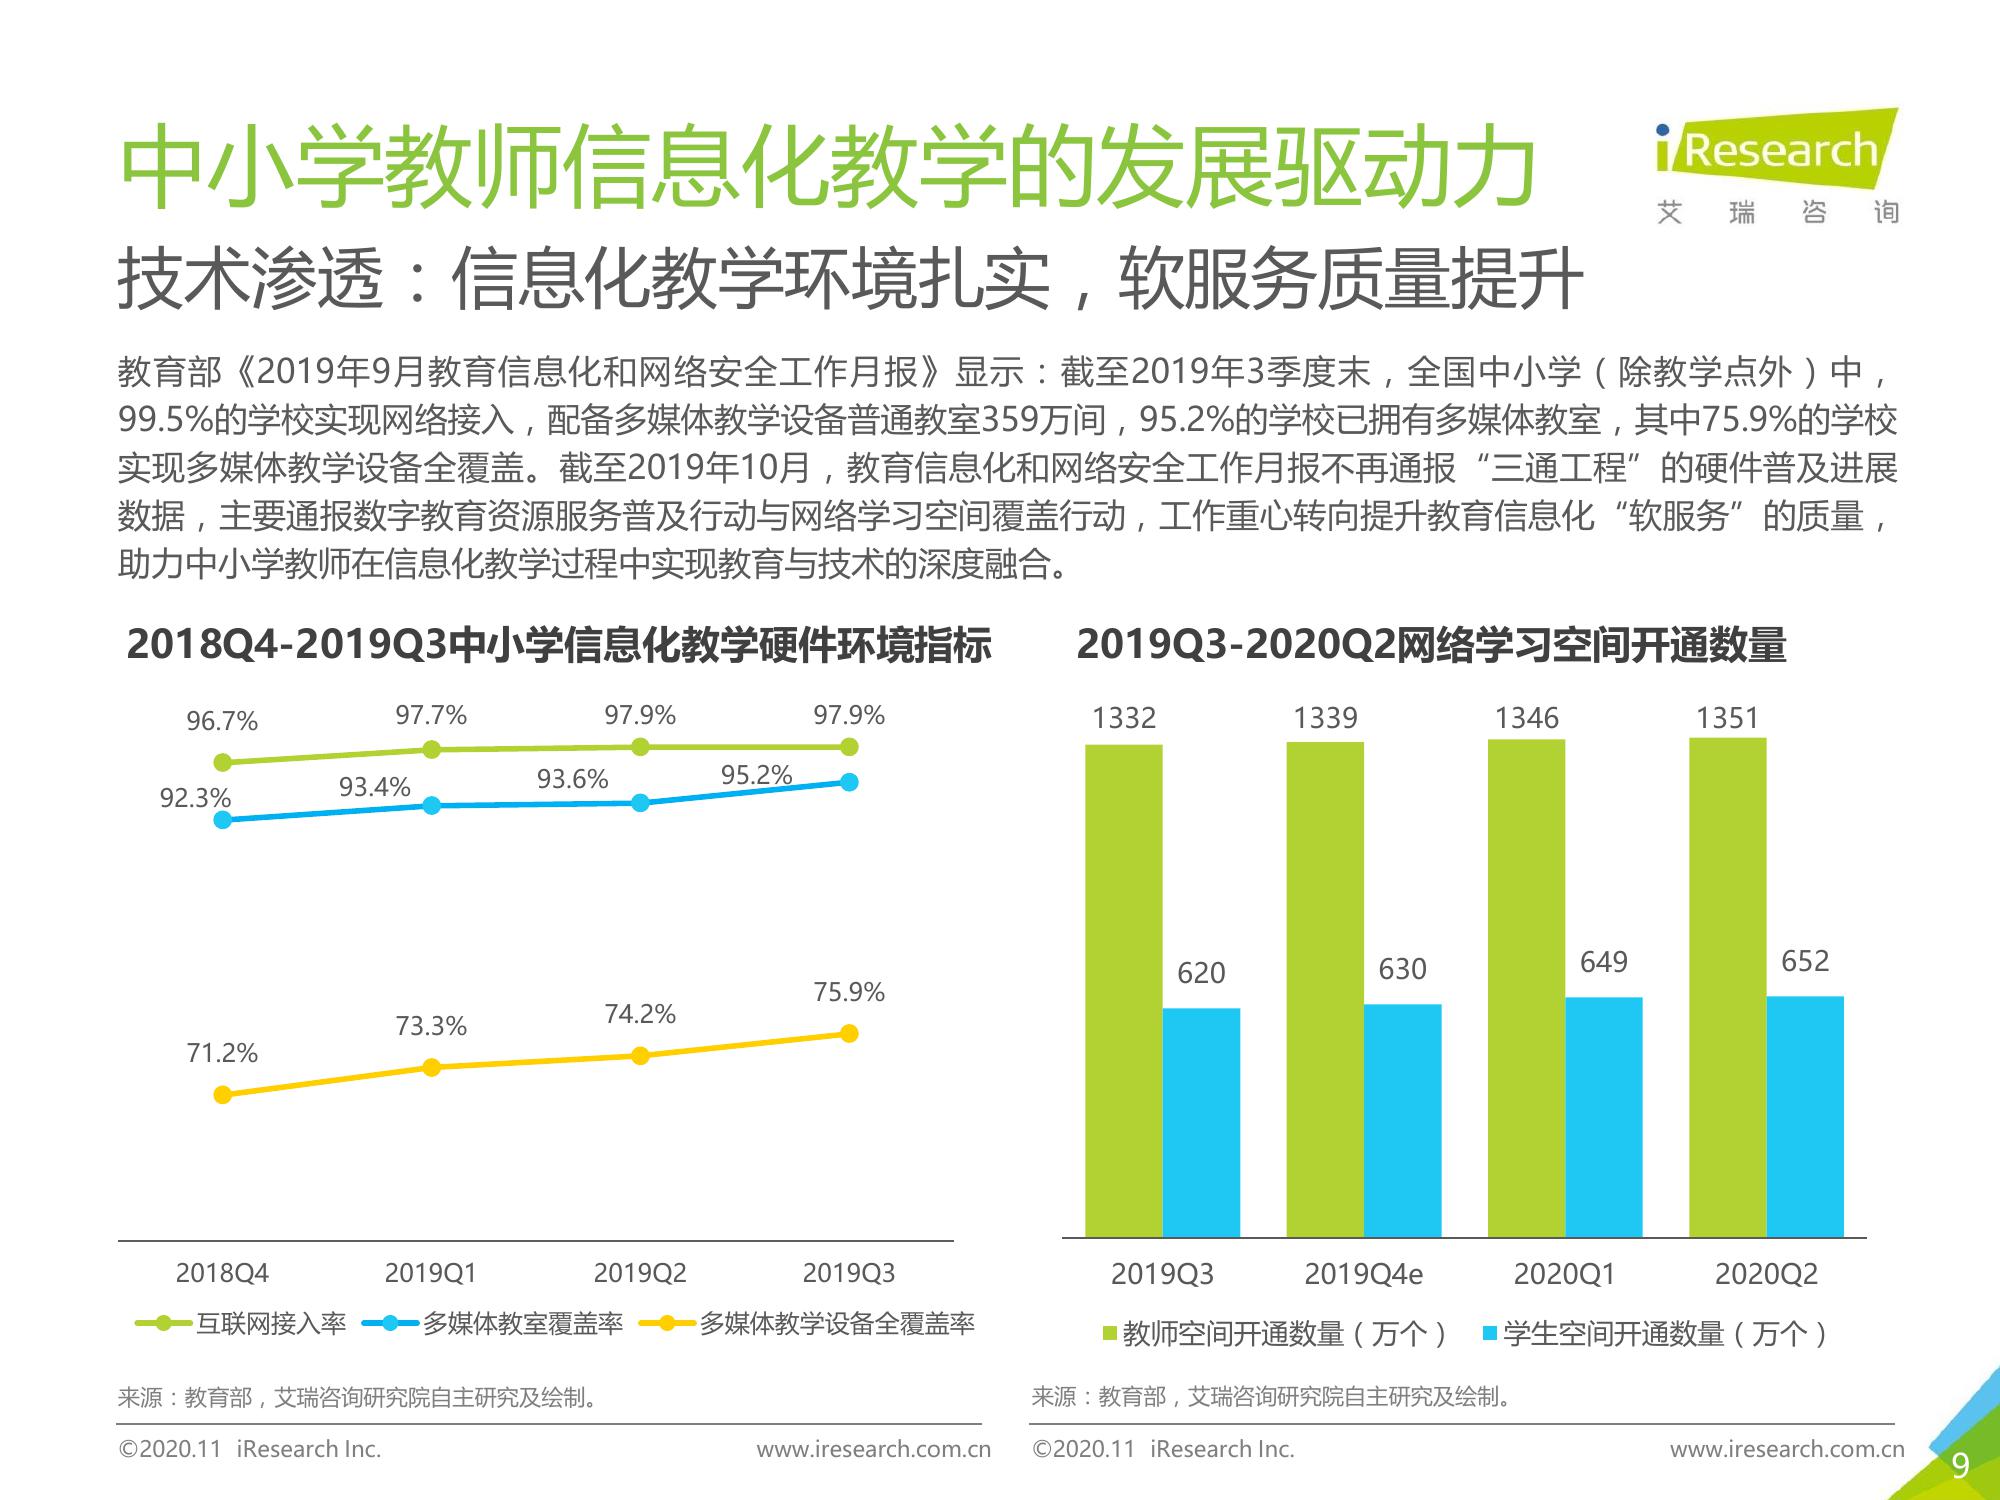 中小学教师信息化教学的发展驱动力
iResearch
艾瑞咨询
技术渗透：信息化教学环境扎实，软服务质量提升
教育部《2019年9月教育信息化和网络安全工作月报》显示：截至2019年3季度末，全国中小学（除教学点外）中，
99.5%的学校实现网络接入，配备多媒体教学设备普通教室359万间，95.2%的学校已拥有多媒体教室，其中75.9%的学校
实现多媒体教学设备全覆盖。截至2019年10月，教育信息化和网络安全工作月报不再通报“三通工程”的硬件普及进展
数据，主要通报数字教育资源服务普及行动与网络学习空间覆盖行动，工作重心转向提升教育信息化“软服务”的质量，
助力中小学教师在信息化教学过程中实现教育与技术的深度融合。
2018Q4-2019Q3中小学信息化教学硬件环境指标
96.7% 97.7% 97.9% 97.9%
92.3% 93.4% 93.6% 95.2%
71.2% 73.3% 74.2% 75.9%
2018Q4 2019Q1 2019Q2 2019Q3
互联网接入率 多媒体教室覆盖率 多媒体教学设备全覆盖率
来源：教育部，艾瑞咨询研究院自主研究及绘制。
©2020.11 iResearch Inc. www.iresearch.com.cn
2019Q3-2020Q2网络学习空间开通数量
1332 1339 1346 1351
620 630 649 652
2019Q3 2019Q4e 2020Q1 2020Q2
教师空间开通数量（万个） 学生空间开通数量（万个）
来源：教育部，艾瑞咨询研究院自主研究及绘制。
©2020.11 iResearch Inc. www.iresearch.com.cn
9